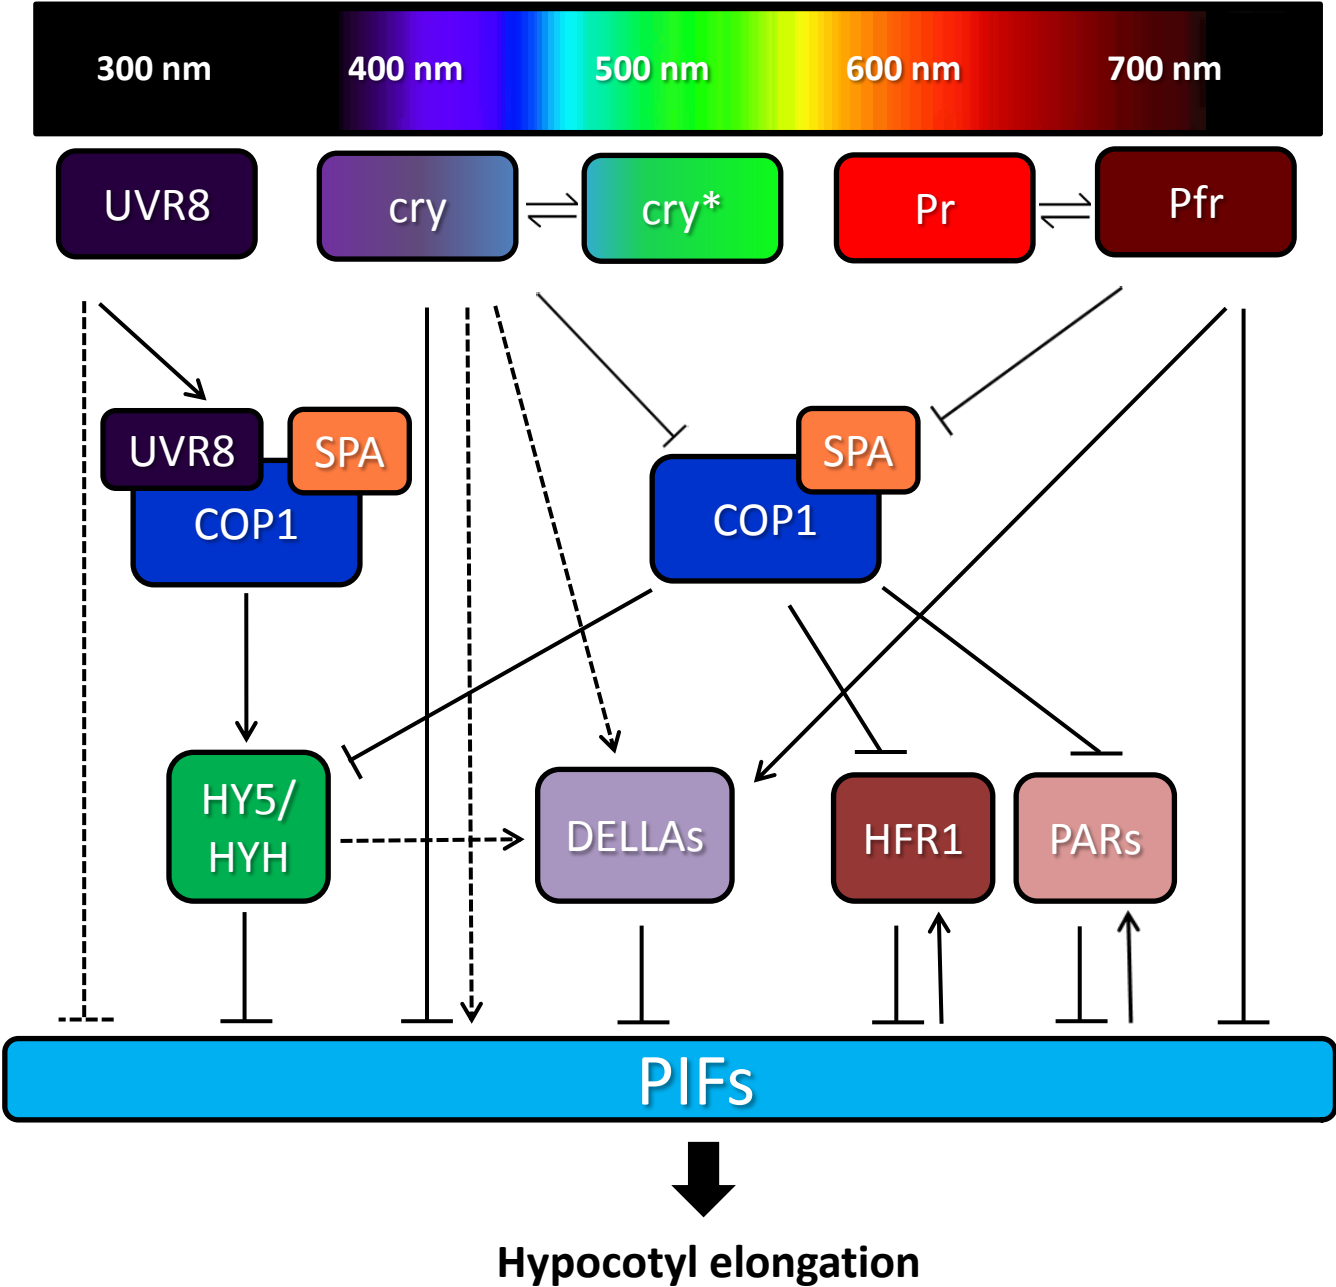 300 nm 400 nm 500 nm 600 nm 700 nm
UVR8 cry cry* Pr Pfr
UVR8 SPA SPA
COP1 COP1
HY5/
HYH
DELLAs HFR1 PARs
PIFs
Hypocotyl elongation